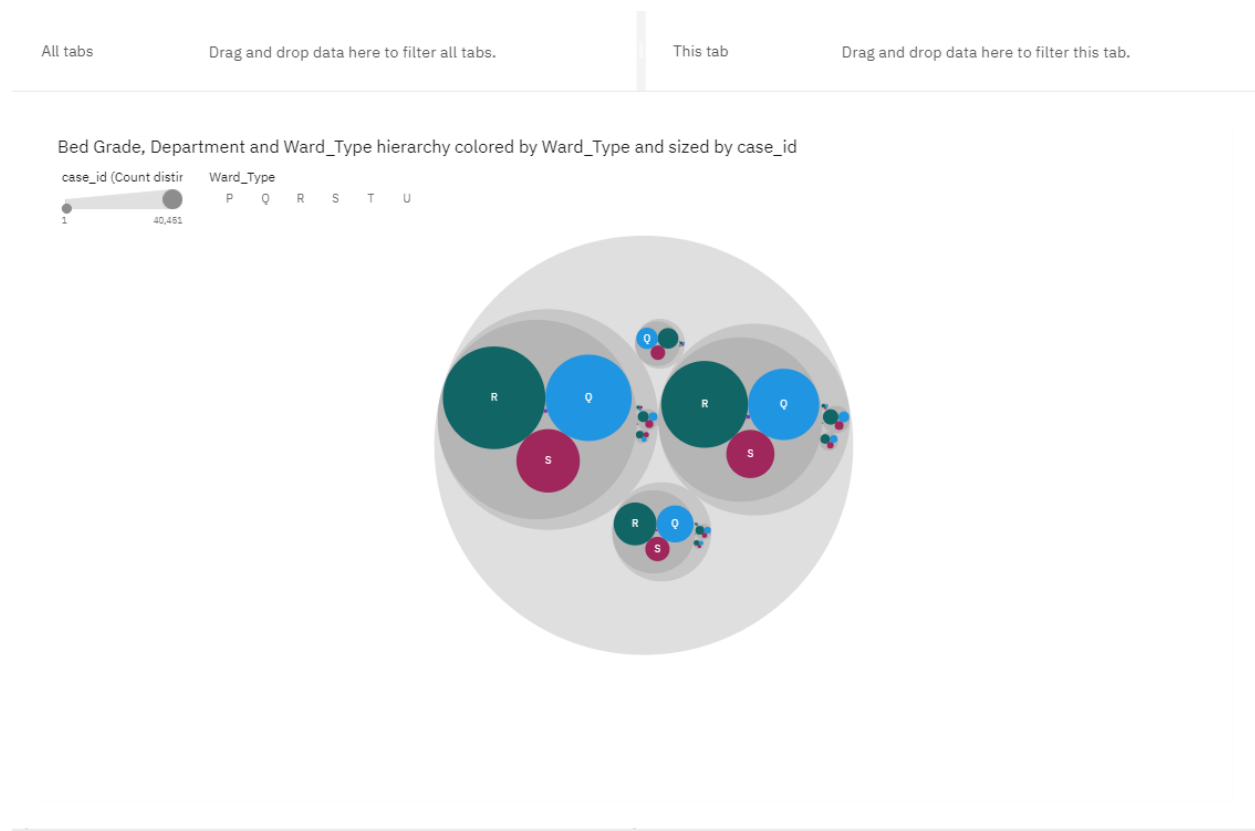 All tabs
Drag and drop data here to filter all tabs.
This tab
Drag and drop data here to filter this tab.
Bed Grade, Department and Ward_Type hierarchy colored by Ward_Type and sized by case_id
case_id (Count distir
Ward_Type
P Q R S T U
1 40,451
Q
R Q
S
R Q
S
R Q
S